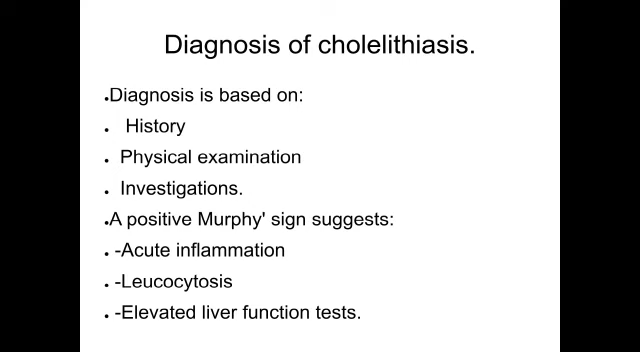 Diagnosis of cholelithiasis.
•Diagnosis is based on:
• History
• Physical examination
• Investigations.
•A positive Murphy' sign suggests:
• -Acute inflammation
• -Leucocytosis
• -Elevated liver function tests.